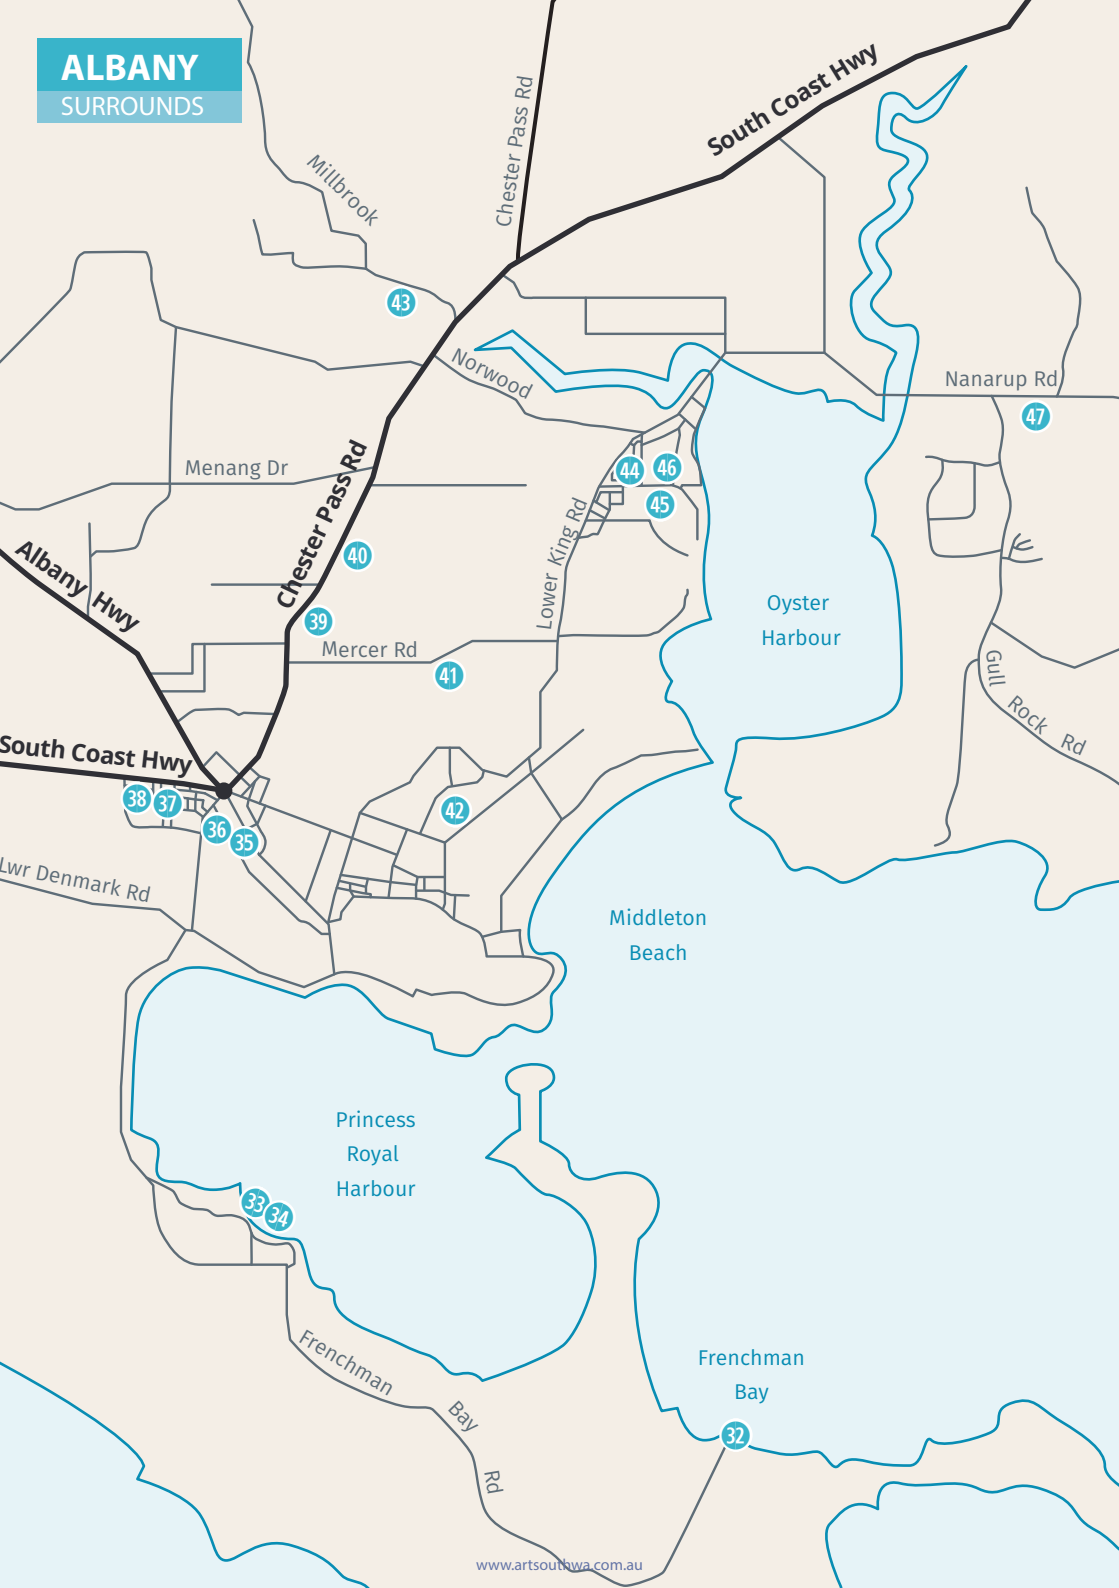 ALBANY
SURROUNDS
South Coast Hwy
Chester Pass Rd
Millbrook
43
Norwood
Nanarup Rd
47
Menang Dr
Chester Pass Rd
44
46
45
Lower King Rd
Albany Hwy
40
39
Mercer Rd
41
Oyster
Harbour
Gull Rock Rd
South Coast Hwy
38
37
36
35
42
Lwr Denmark Rd
Middleton
Beach
Princess
Royal
Harbour
33
34
Frenchman Bay Rd
Frenchman
Bay
32
www.artsouthwa.com.au